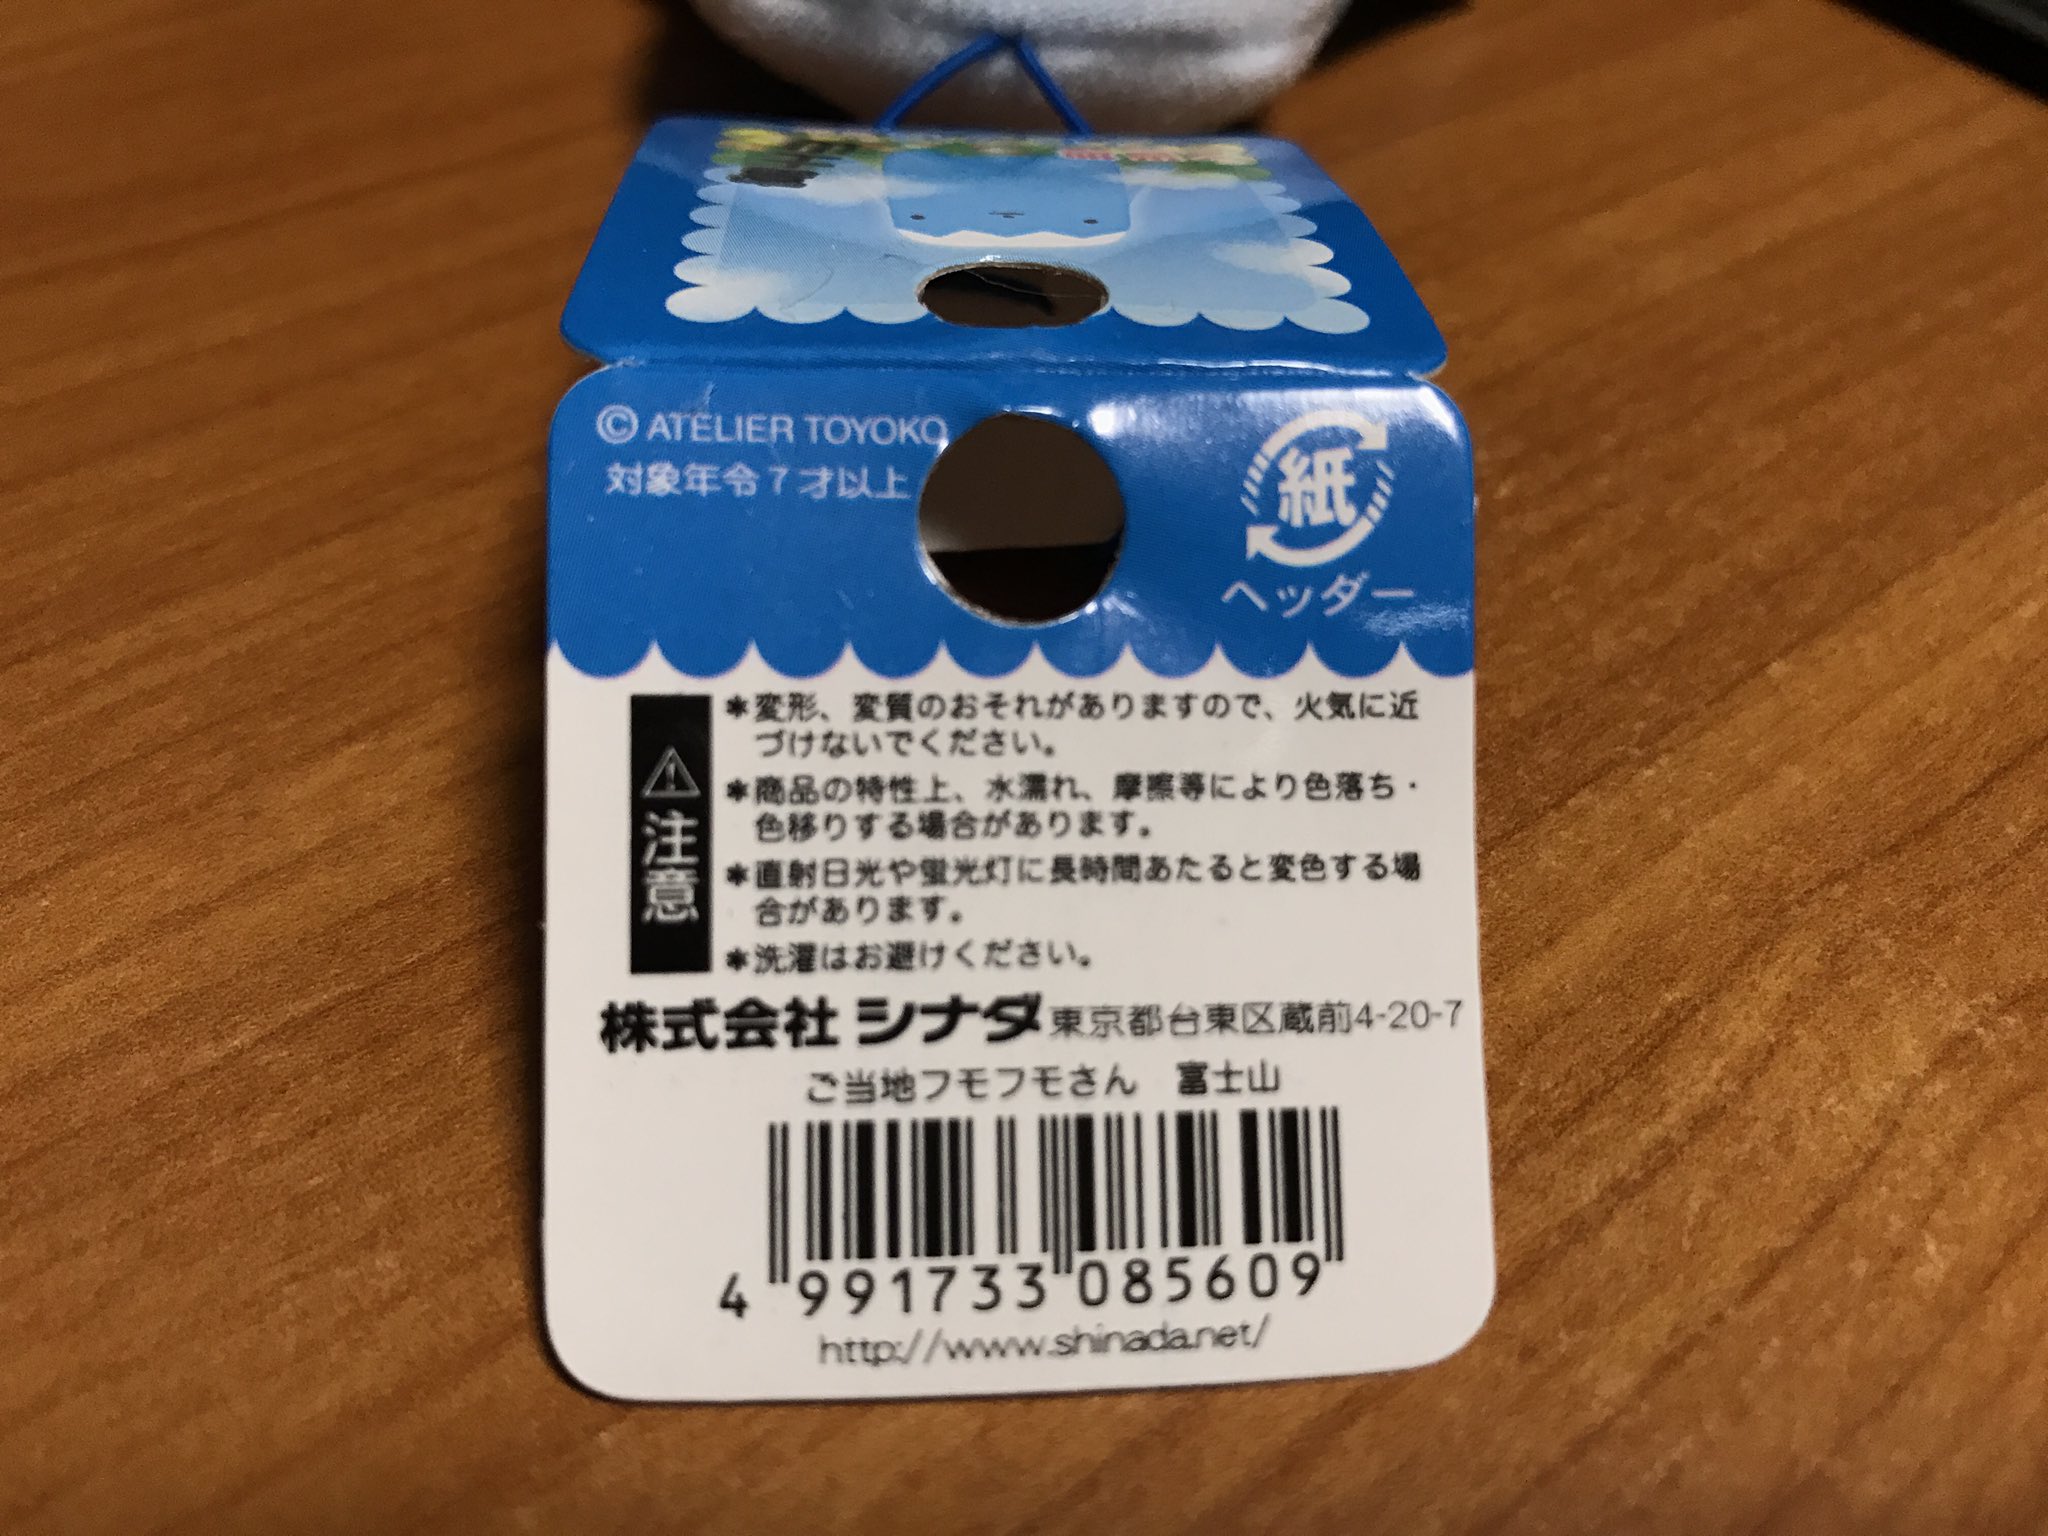 © ATELIER TOYOKO
対象年令7才以上
紙
ヘッダー
⚠注意
＊変形、変質のおそれがありますので、火気に近
づけないでください。
＊商品の特性上、水濡れ、摩擦等により色落ち・
色移りする場合があります。
＊直射日光や蛍光灯に長時間あたると変色する場
合があります。
＊洗濯はお避けください。
株式会社 シナダ 東京都台東区蔵前4-20-7
ご当地フモフモさん 富士山
4 991733 085609
http://www.shinada.net/